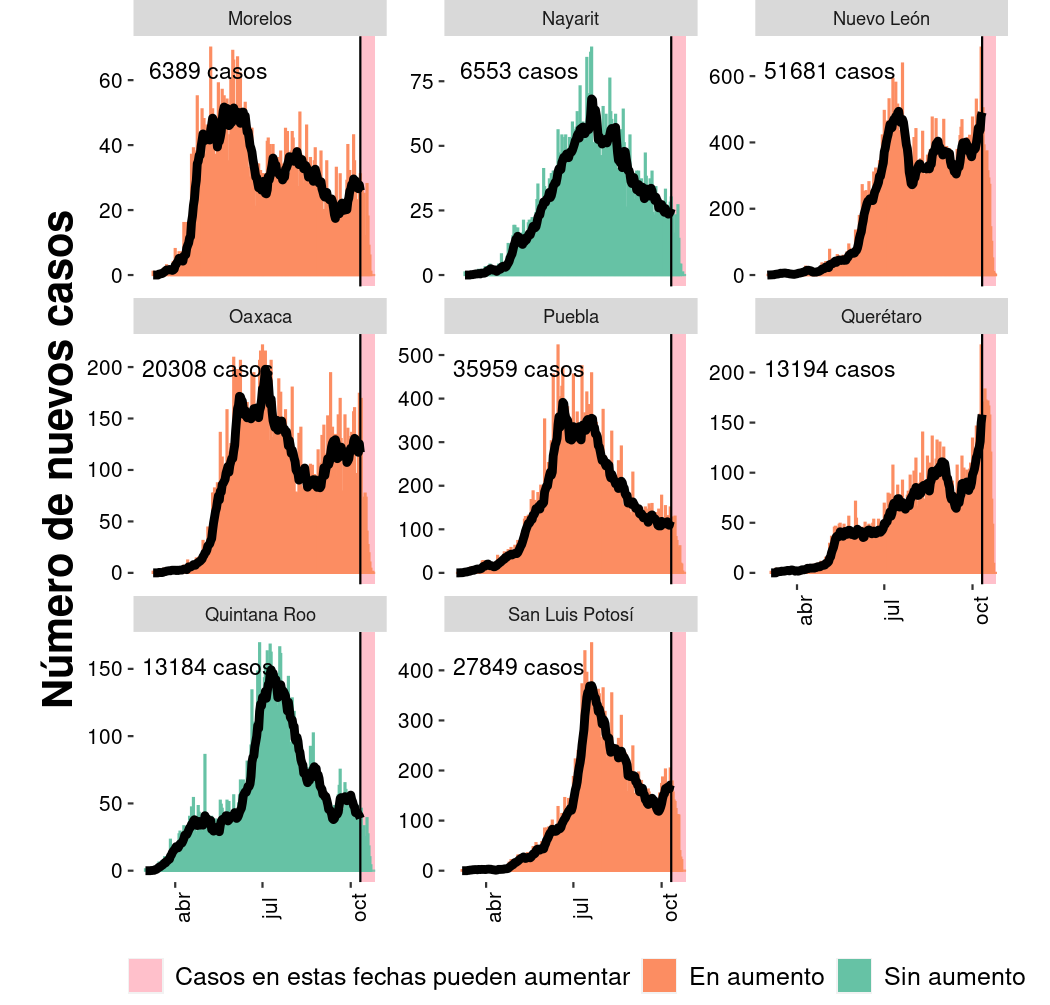 Número de nuevos casos
Morelos
Nayarit
Nuevo León
6389 casos
6553 casos
51681 casos
60
40
20
0
75
50
25
0
600
400
200
0
Oaxaca
Puebla
Querétaro
20308 casos
35959 casos
13194 casos
200
150
100
50
0
500
400
300
200
100
0
200
150
100
50
0
abr
jul
oct
Quintana Roo
San Luis Potosí
13184 casos
27849 casos
150
100
50
0
400
300
200
100
0
abr
jul
oct
abr
jul
oct
Casos en estas fechas pueden aumentar
En aumento
Sin aumento